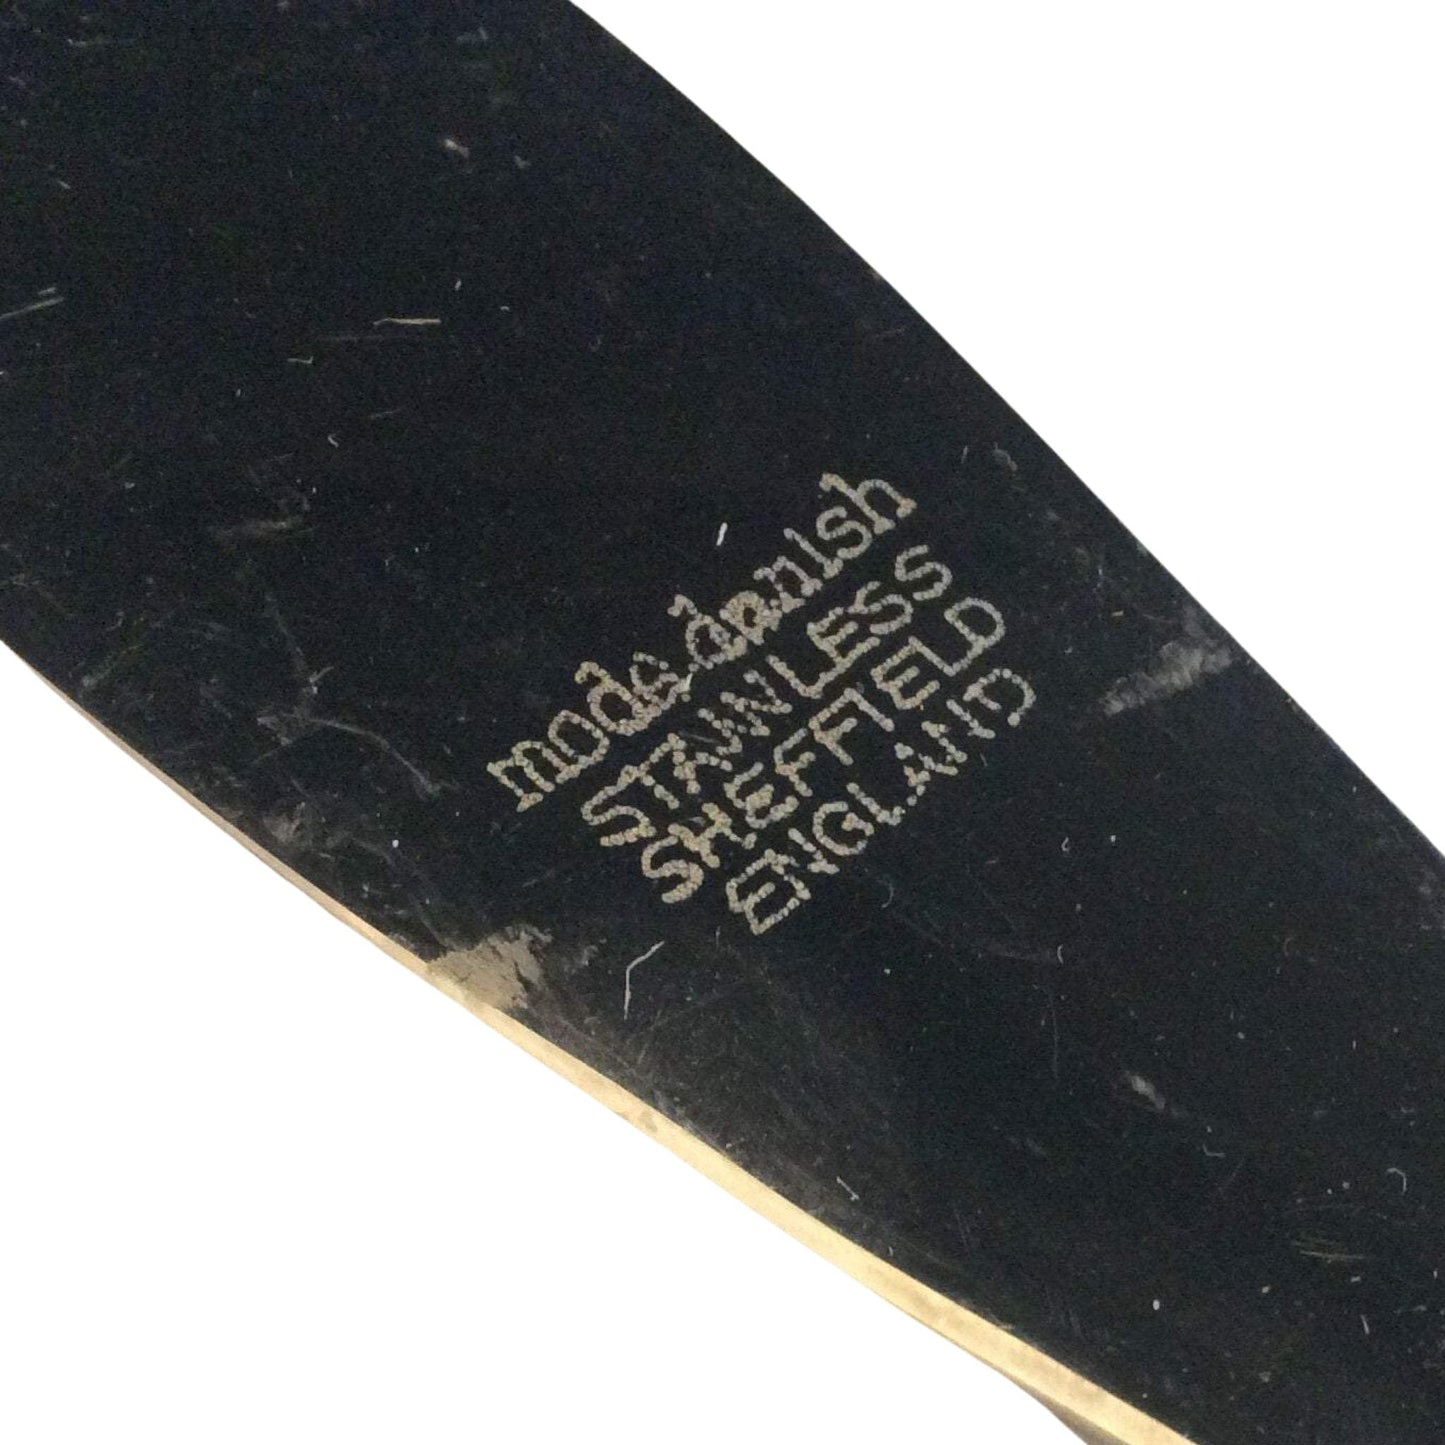 mode danish
STAINLESS
SHEFFIELD
ENGLAND